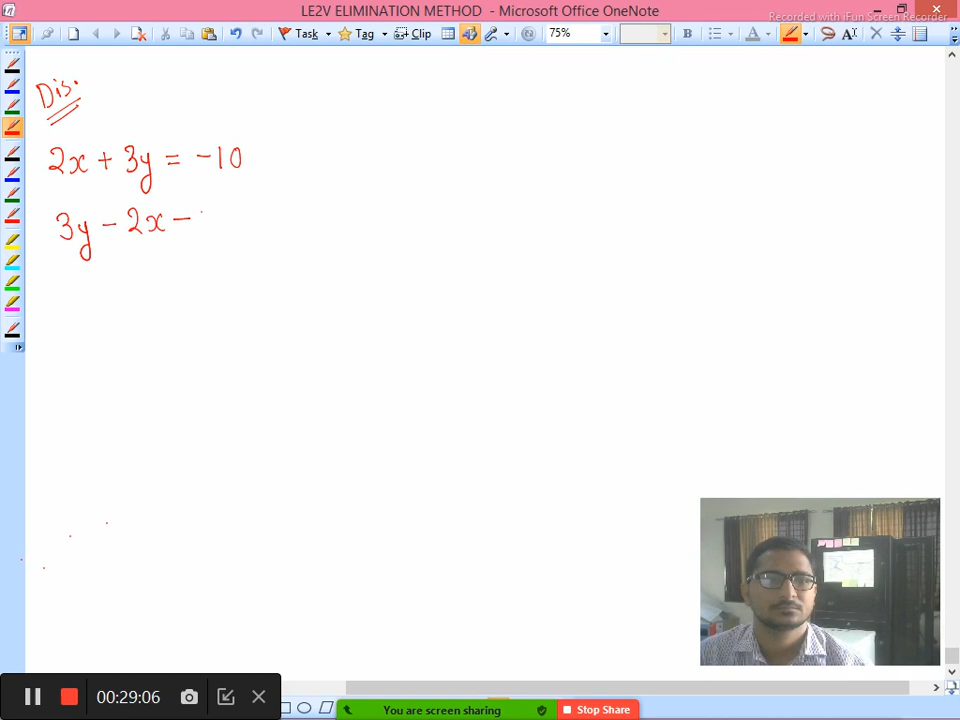 LE2V ELIMINATION METHOD - Microsoft Office OneNote
Recorded with iFun Screen Recorder
Task Tag Clip 75% B A A
Dis.
2x + 3y = -10
3y - 2x -
00:29:06
You are screen sharing Stop Share